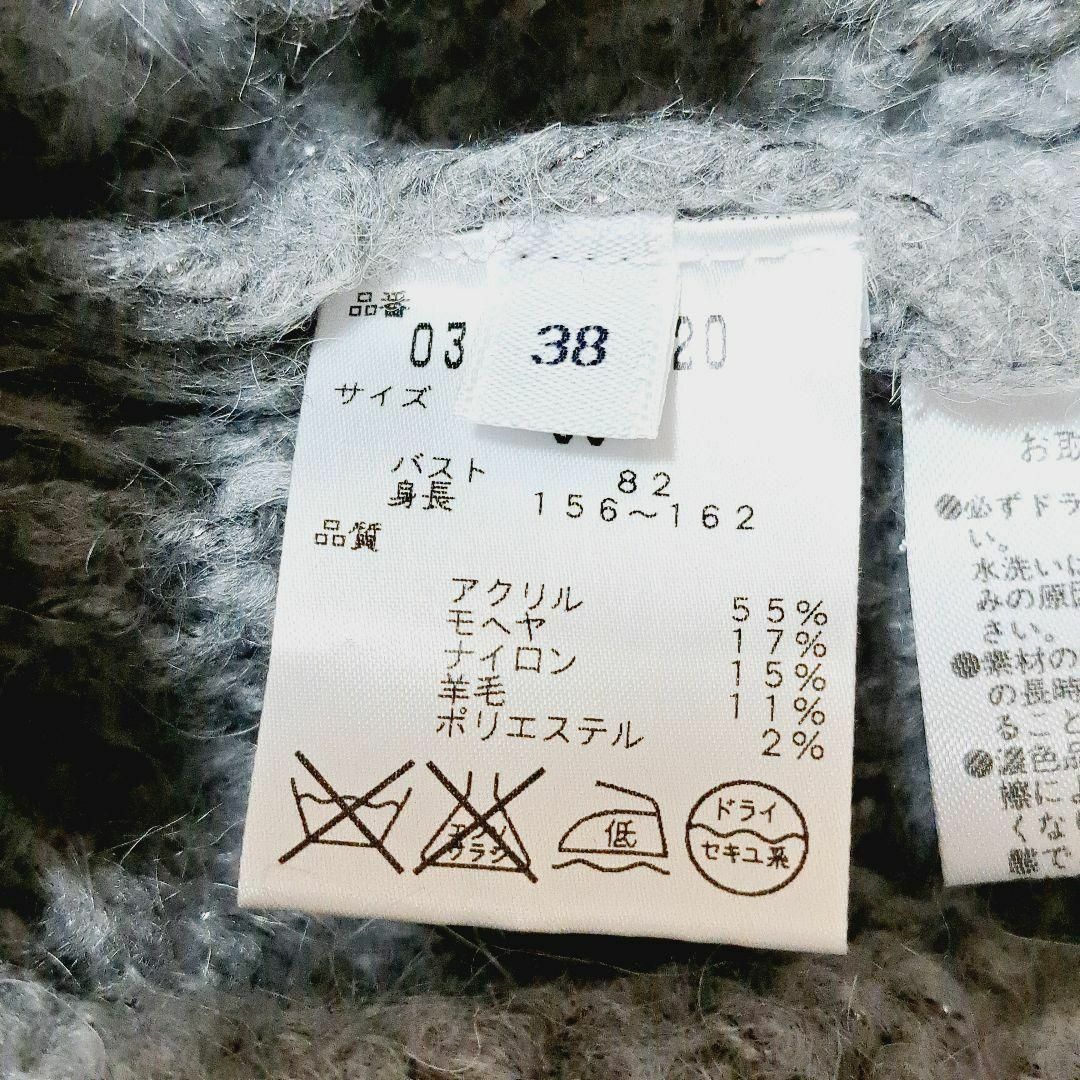 品番
03 38 20
サイズ
バスト 82
身長 156〜162
品質
アクリル 55%
モヘヤ 17%
ナイロン 15%
羊毛 11%
ポリエステル 2%
低
ドライ
セキユ系
お取
必ずドラ
い。
水洗いに
みの原因
さい。
素材の
の長時
ること
濃色品
擦によ
くな